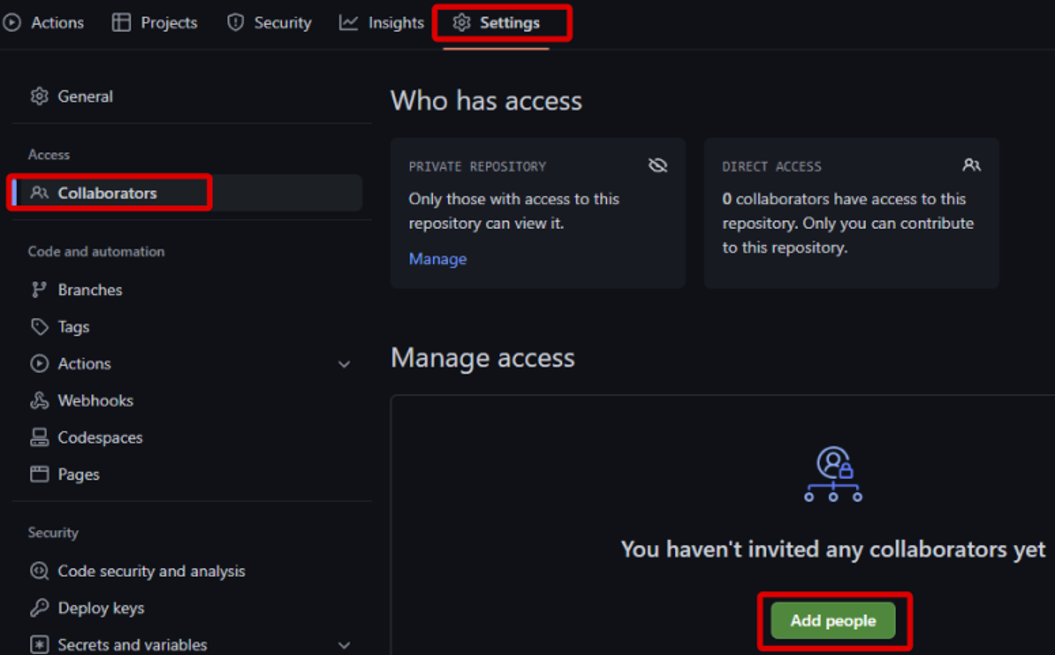 Actions
Projects
Security
Insights
Settings
General
Access
Collaborators
Code and automation
Branches
Tags
Actions
Webhooks
Codespaces
Pages
Security
Code security and analysis
Deploy keys
Secrets and variables
Who has access
PRIVATE REPOSITORY
Only those with access to this
repository can view it.
Manage
DIRECT ACCESS
0 collaborators have access to this
repository. Only you can contribute
to this repository.
Manage access
You haven't invited any collaborators yet
Add people